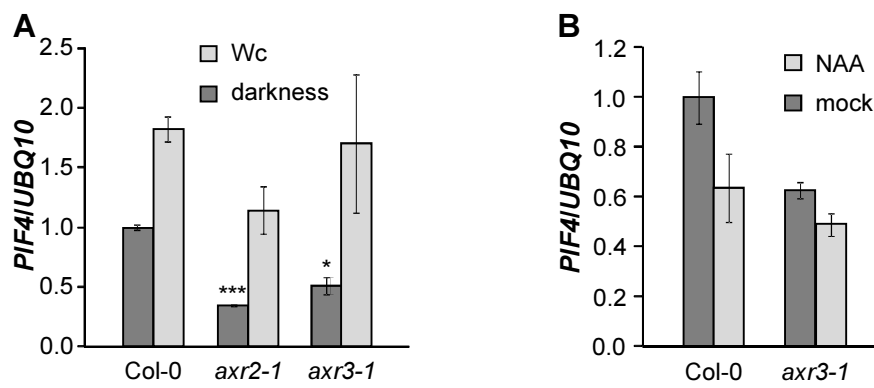 A
PIF4/UBQ10
2.5
2.0
1.5
1.0
0.5
0.0
Wc
darkness
***
*
Col-0 axr2-1 axr3-1
B
PIF4/UBQ10
1.2
1.0
0.8
0.6
0.4
0.2
0.0
NAA
mock
Col-0 axr3-1